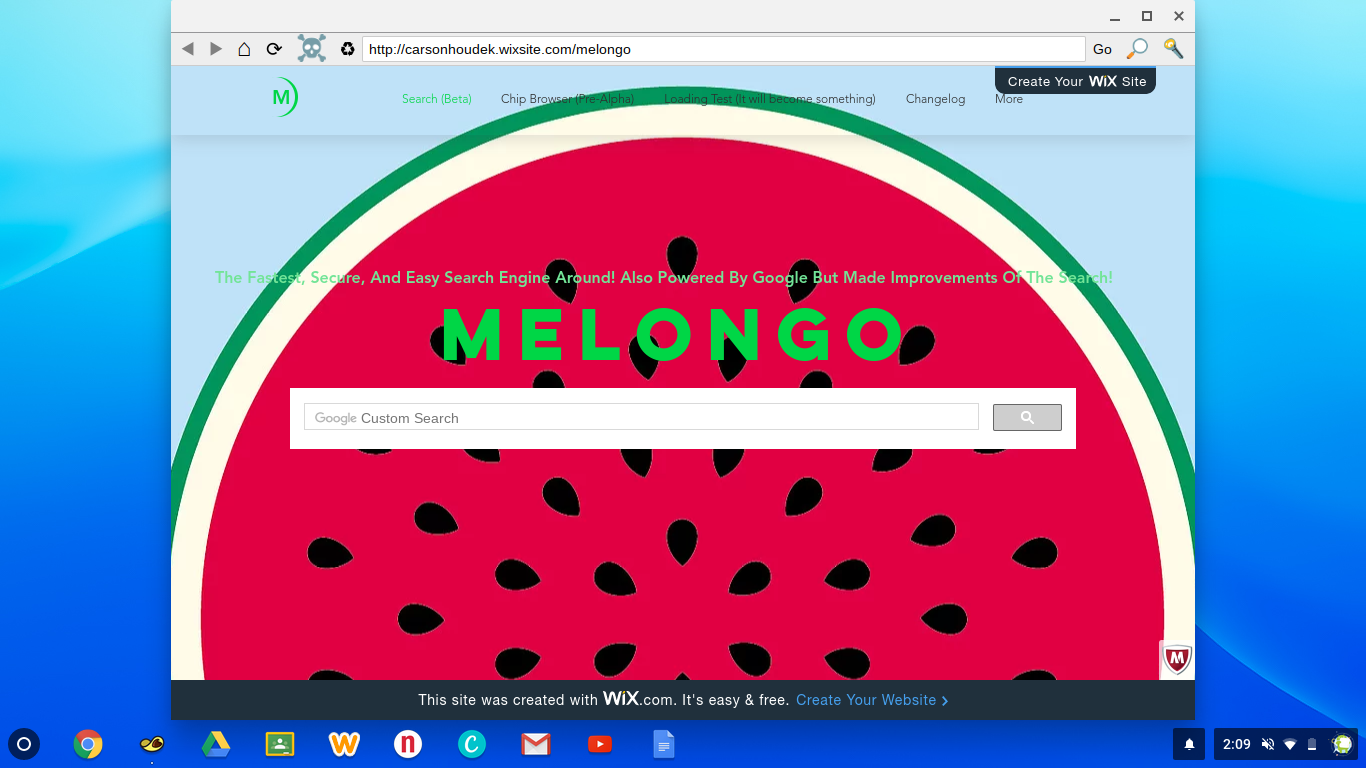 http://carsonhoudek.wixsite.com/melongo
Go
Create Your WiX Site
M
Search (Beta)
Chip Browser (Pre-Alpha)
Loading Test (It will become something)
Changelog
More
The Fastest, Secure, And Easy Search Engine Around! Also Powered By Google But Made Improvements Of The Search!
MELONGO
Google Custom Search
M
This site was created with WiX.com. It's easy & free. Create Your Website >
w
n
C
2:09